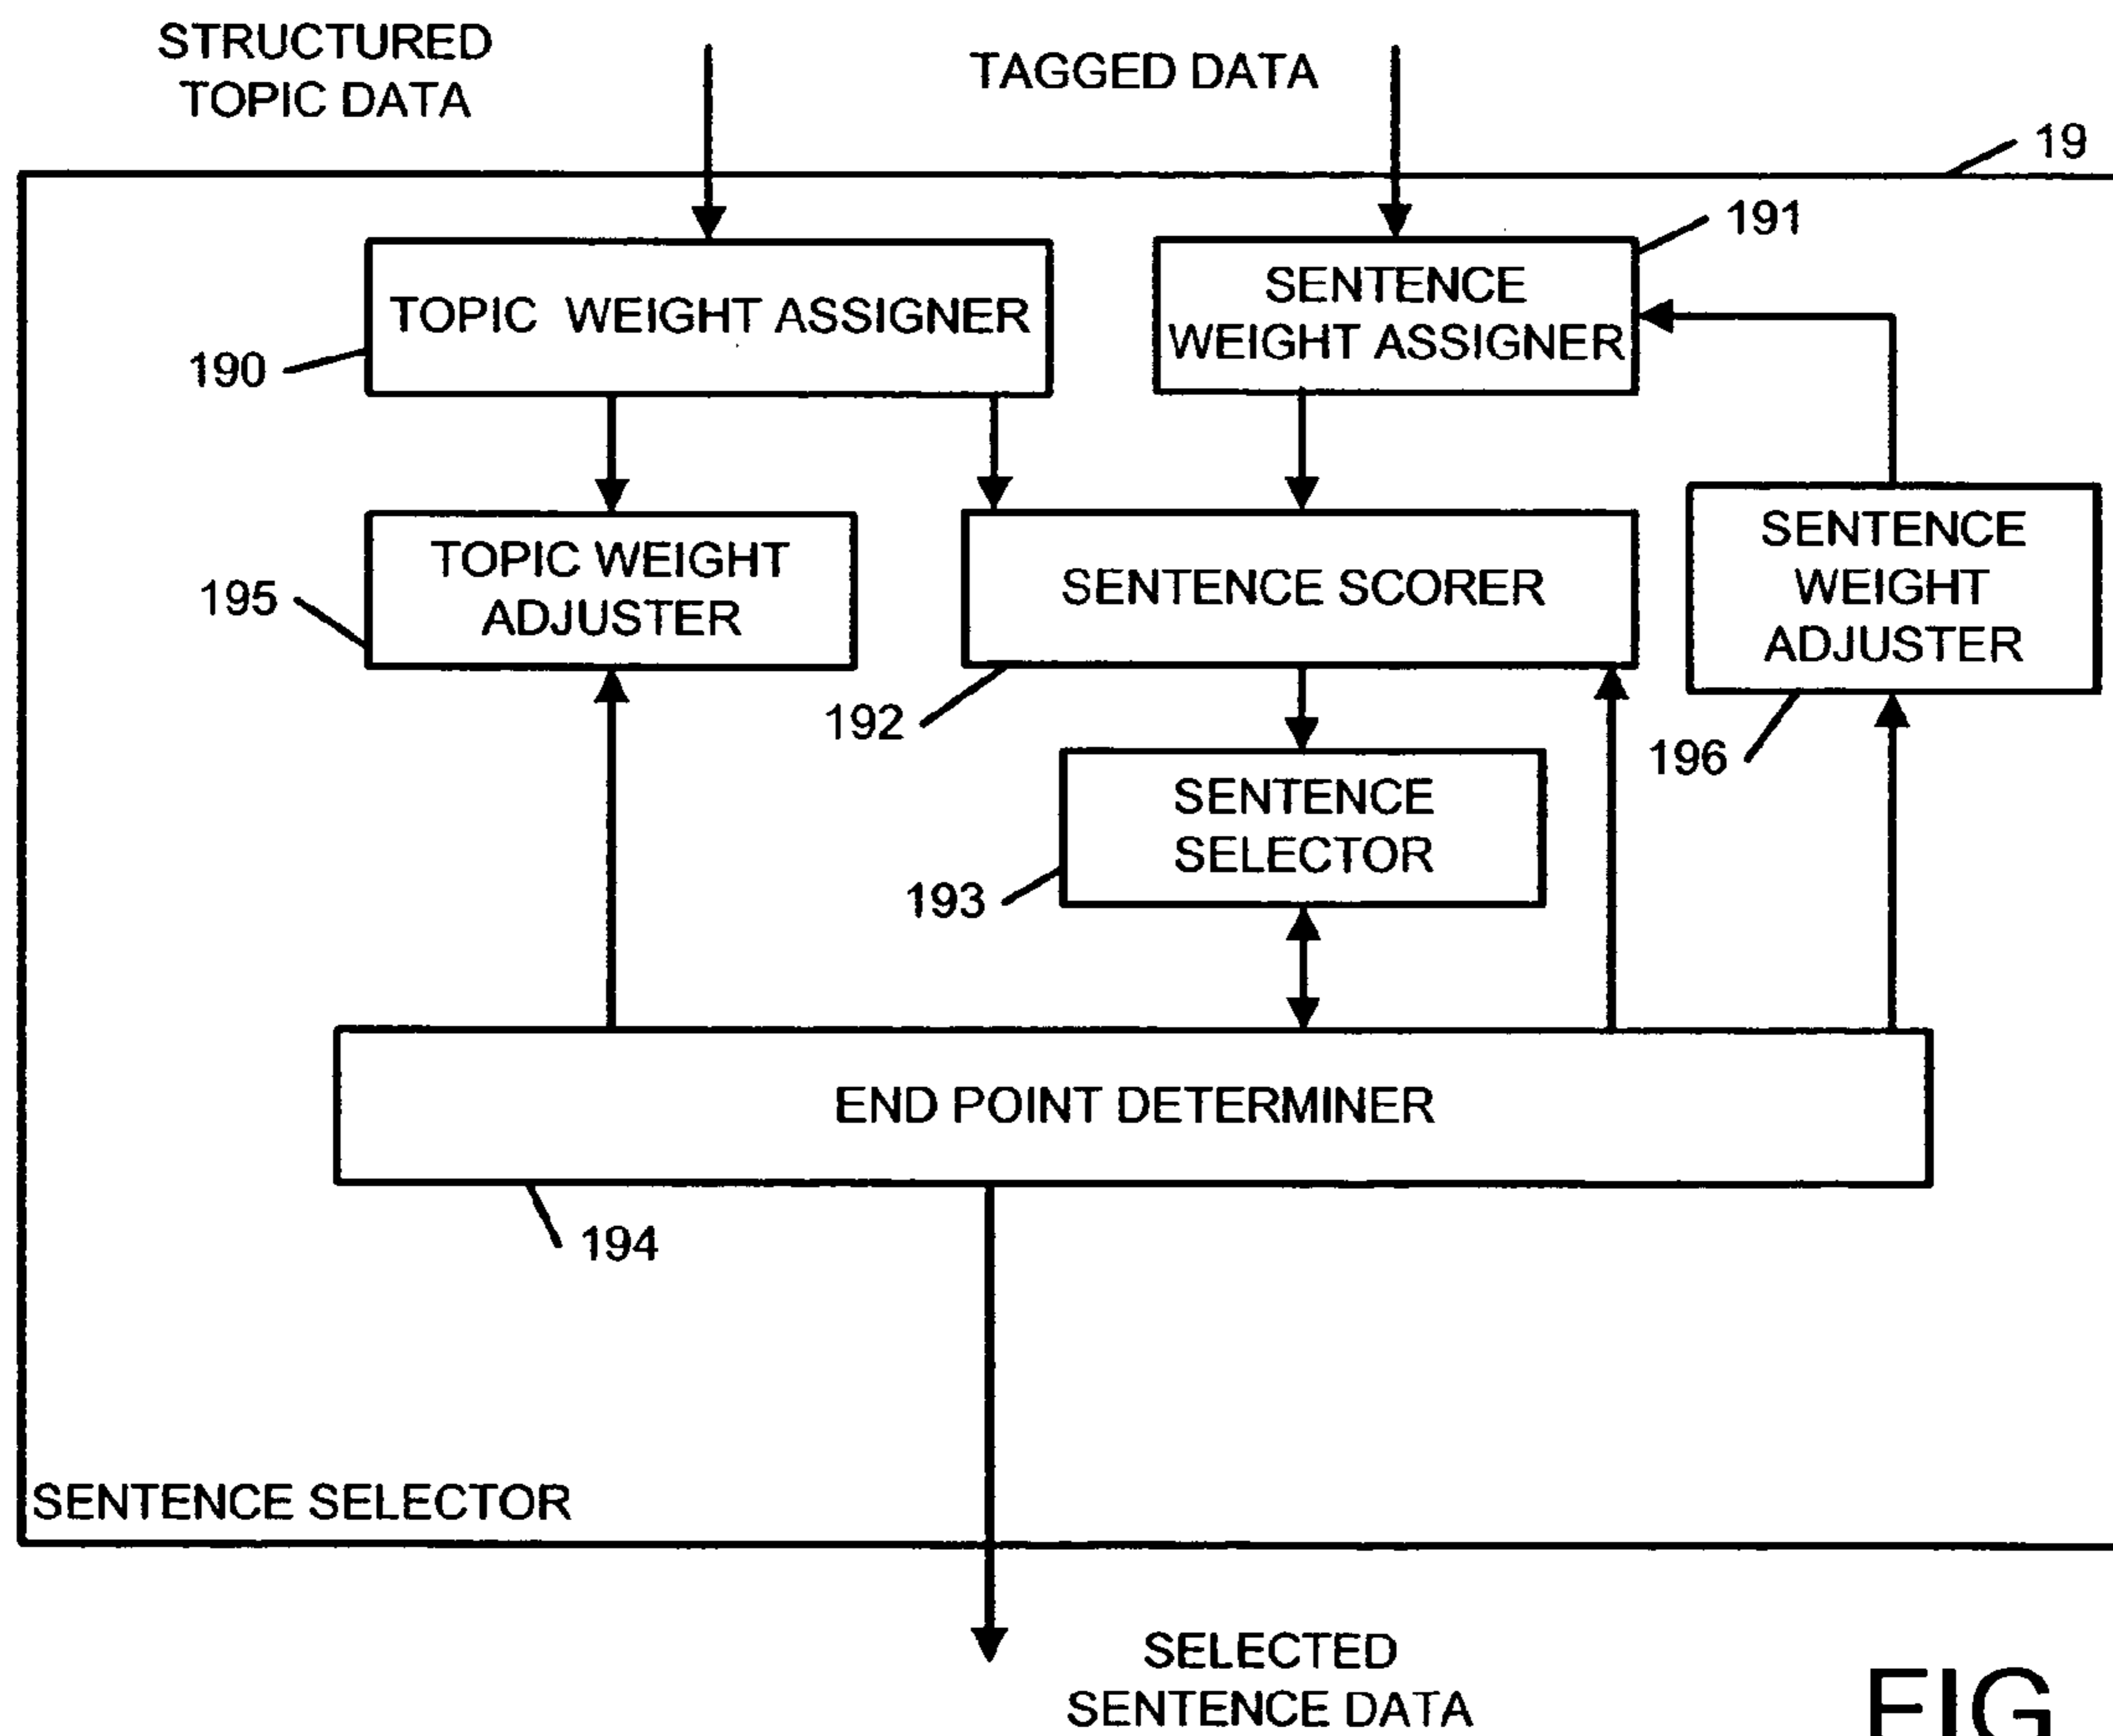 STRUCTURED
TOPIC DATA
TAGGED DATA
19
191
TOPIC WEIGHT ASSIGNER
SENTENCE
WEIGHT ASSIGNER
190
TOPIC WEIGHT
ADJUSTER
SENTENCE SCORER
SENTENCE
WEIGHT
ADJUSTER
195
192
196
SENTENCE
SELECTOR
193
END POINT DETERMINER
194
SENTENCE SELECTOR
SELECTED
SENTENCE DATA
FIG